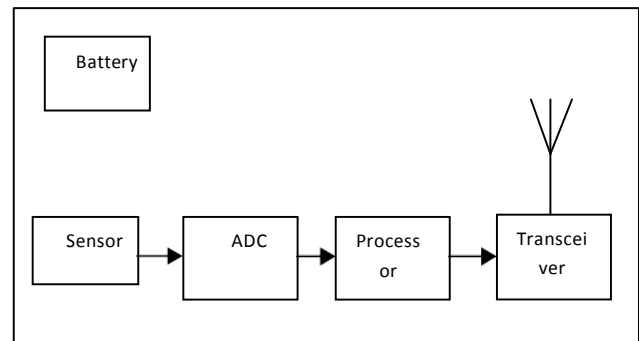 Battery
Sensor
ADC
Process
or
Transcei
ver